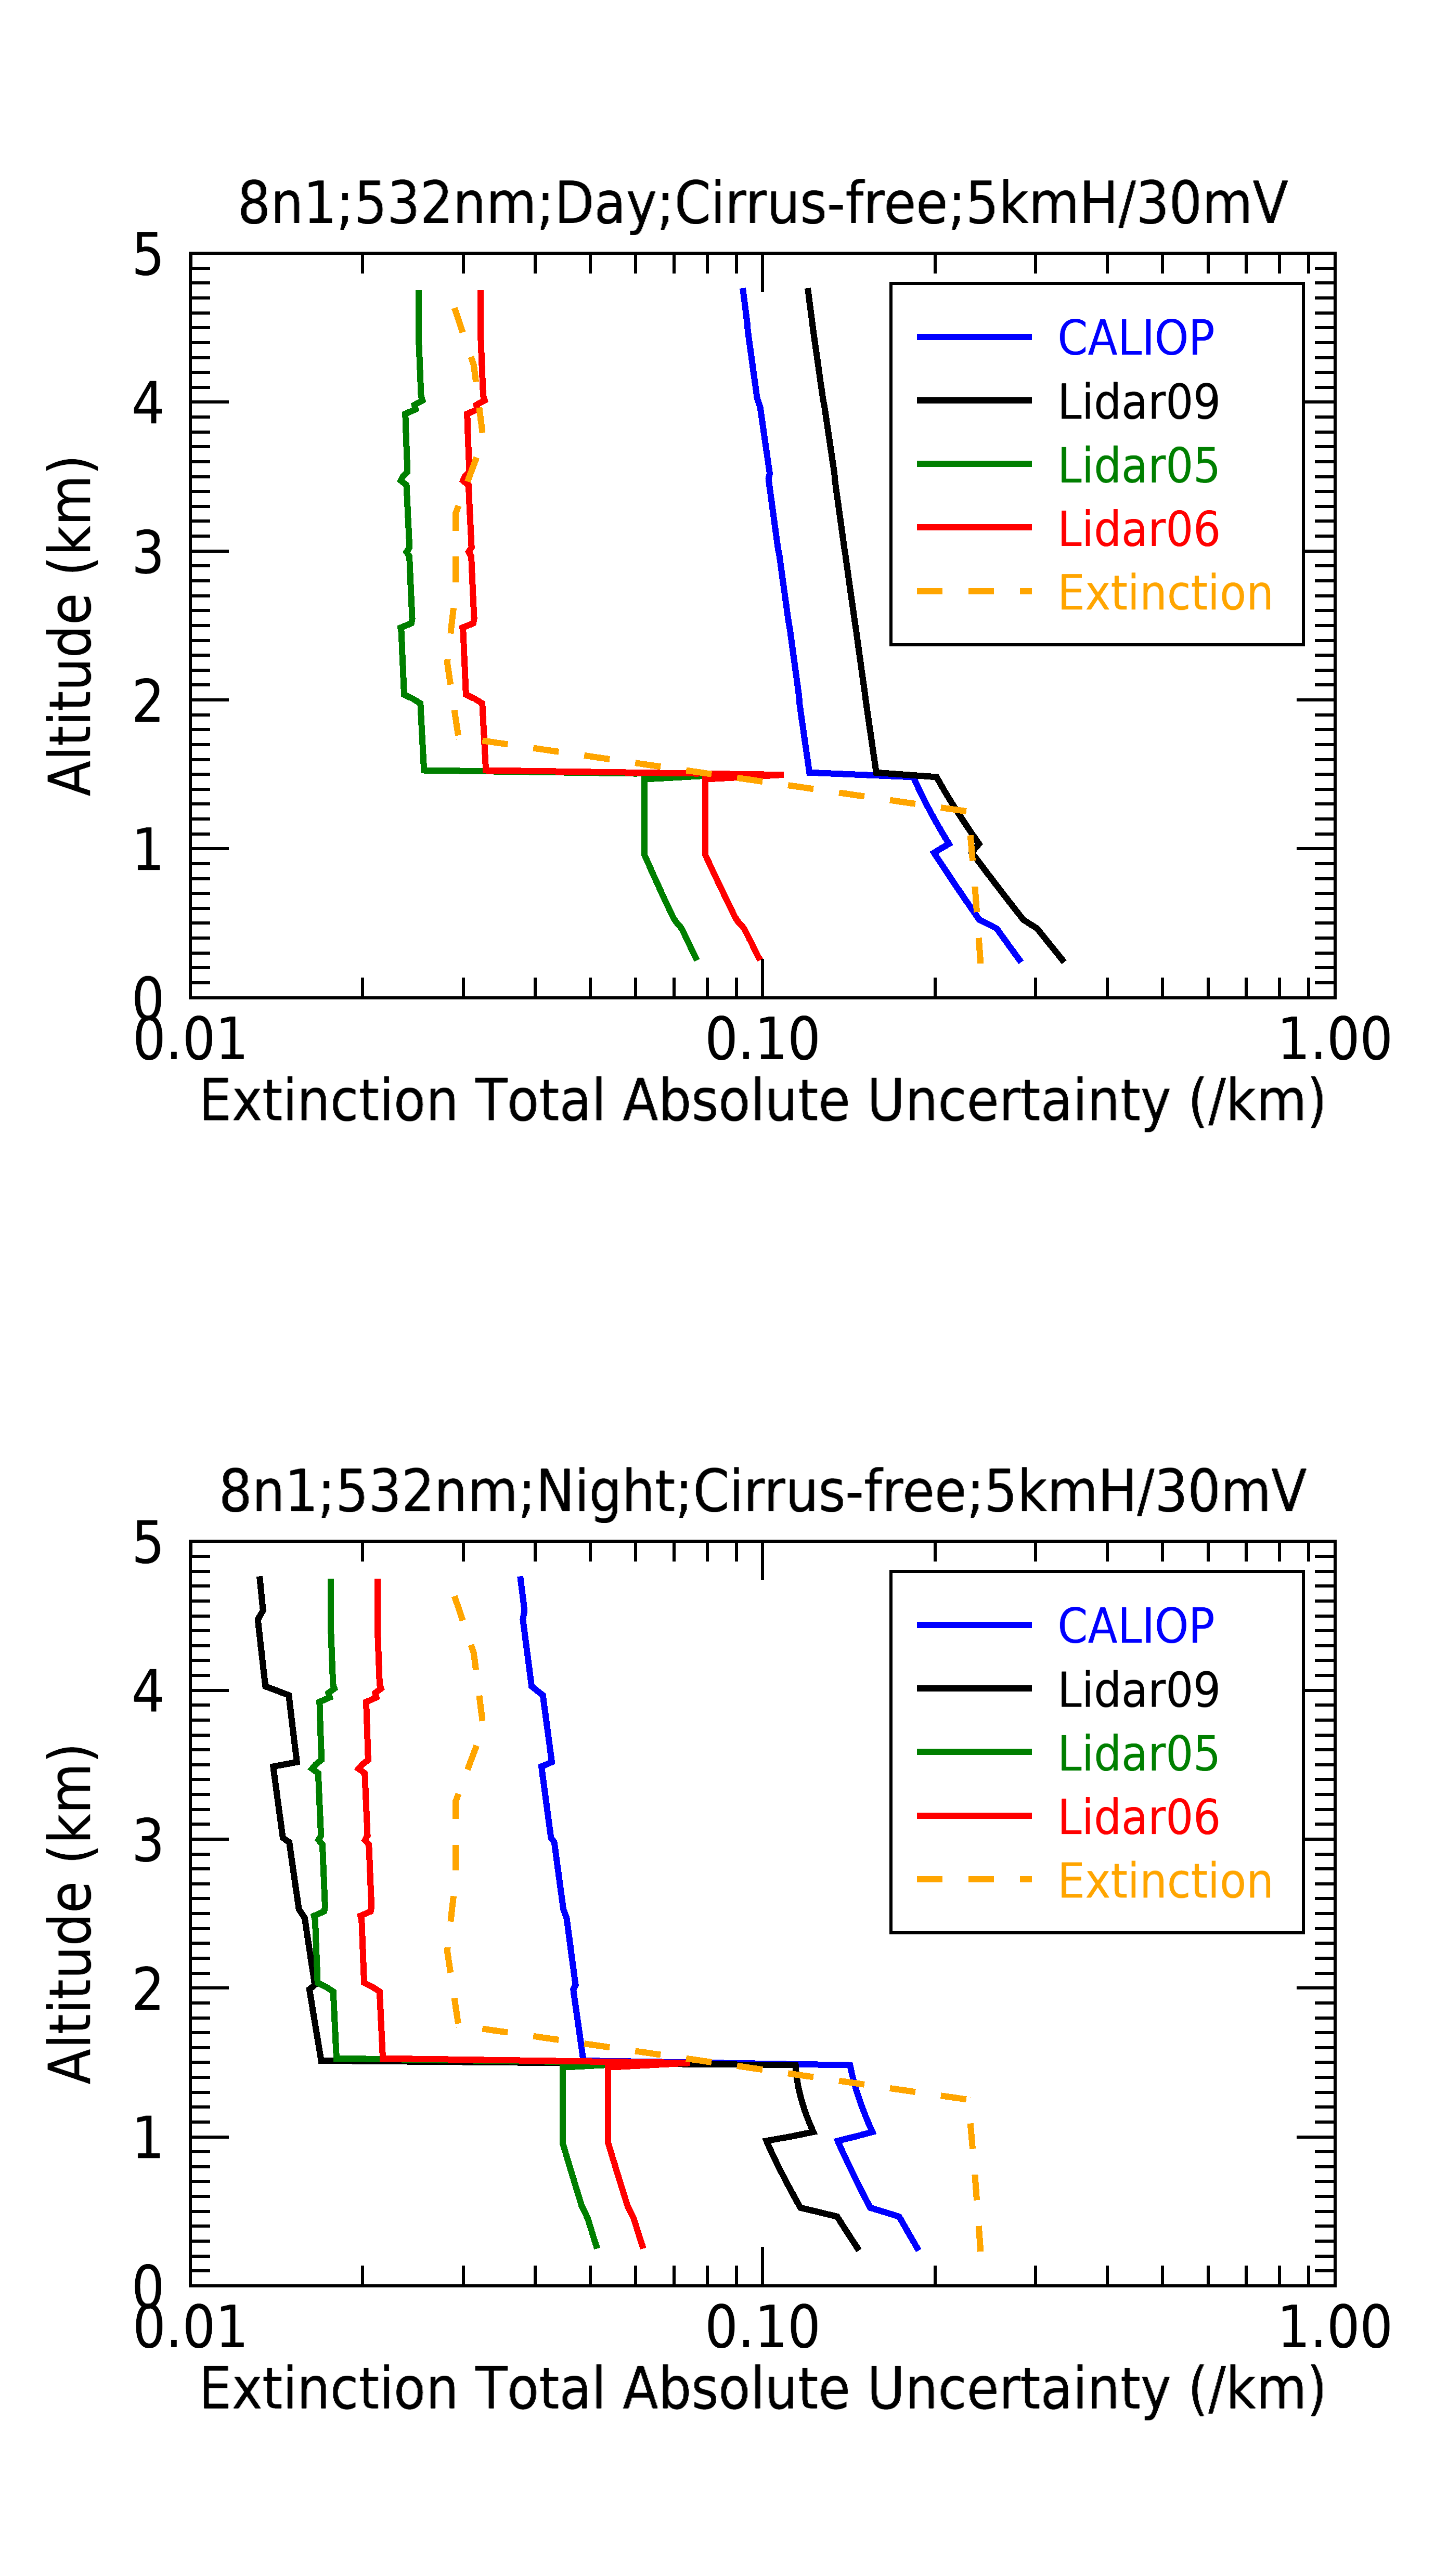 8n1;532nm;Day;Cirrus-free;5kmH/30mV
5
4
3
2
1
0
Altitude (km)
CALIOP
Lidar09
Lidar05
Lidar06
Extinction
0.01 0.10 1.00
Extinction Total Absolute Uncertainty (/km)
8n1;532nm;Night;Cirrus-free;5kmH/30mV
5
4
3
2
1
0
Altitude (km)
CALIOP
Lidar09
Lidar05
Lidar06
Extinction
0.01 0.10 1.00
Extinction Total Absolute Uncertainty (/km)